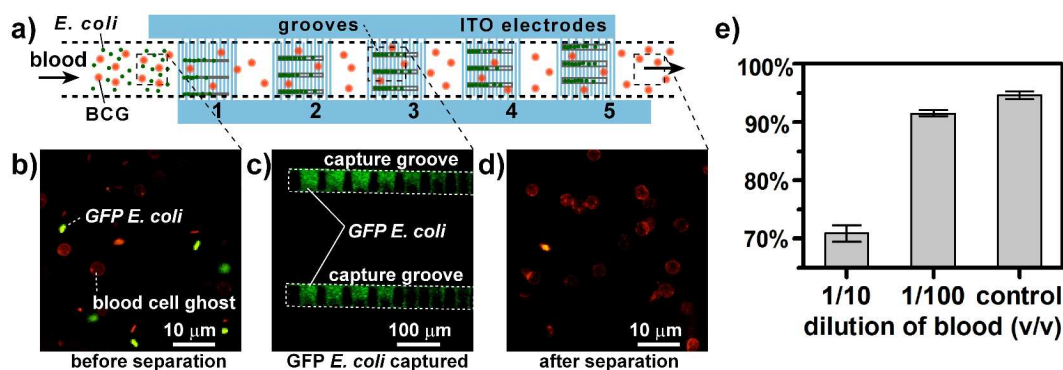 a)
E. coli
blood
BCG
grooves
ITO electrodes
1 2 3 4 5
b)
GFP E. coli
blood cell ghost
10 μm
before separation
c)
capture groove
GFP E. coli
capture groove
100 μm
GFP E. coli captured
d)
10 μm
after separation
e)
100%
90%
80%
70%
1/10 1/100 control
dilution of blood (v/v)